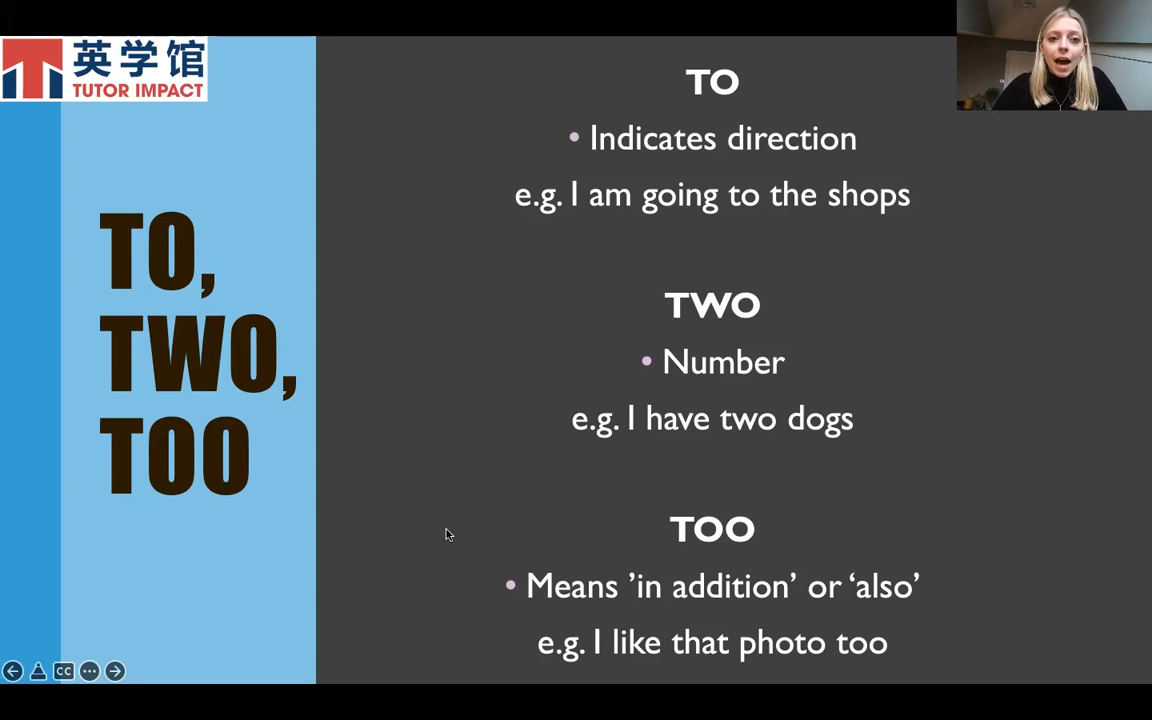 英学馆
TUTOR IMPACT
TO,
TWO,
TOO
TO
• Indicates direction
e.g. I am going to the shops
TWO
• Number
e.g. I have two dogs
TOO
• Means ’in addition’ or ‘also’
e.g. I like that photo too
CC